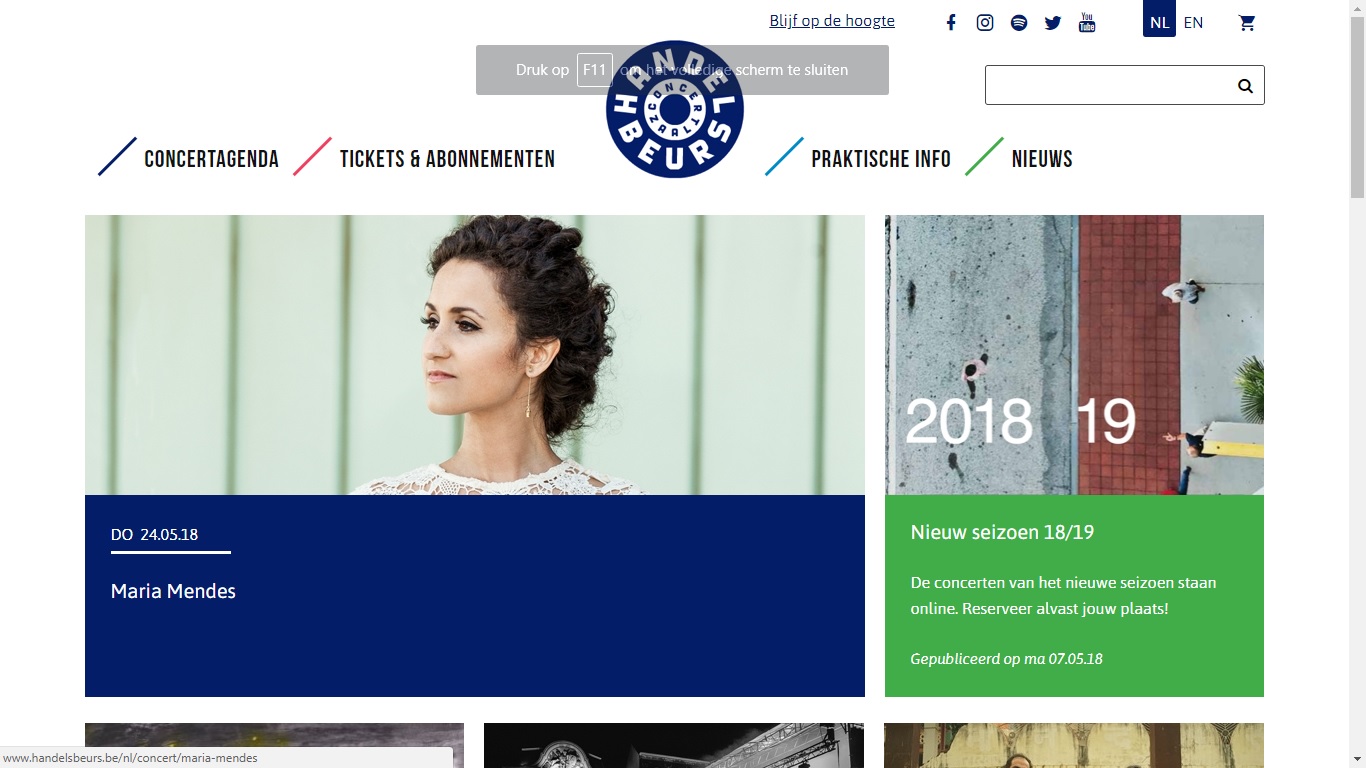 Blijf op de hoogte
You
Tube
NL EN
Druk op F11 om het volledige scherm te sluiten
HANDELSBEURS
CONCERTZAAL
CONCERTAGENDA
TICKETS & ABONNEMENTEN
PRAKTISCHE INFO
NIEUWS
2018 19
DO 24.05.18
Maria Mendes
Nieuw seizoen 18/19
De concerten van het nieuwe seizoen staan
online. Reserveer alvast jouw plaats!
Gepubliceerd op ma 07.05.18
www.handelsbeurs.be/nl/concert/maria-mendes